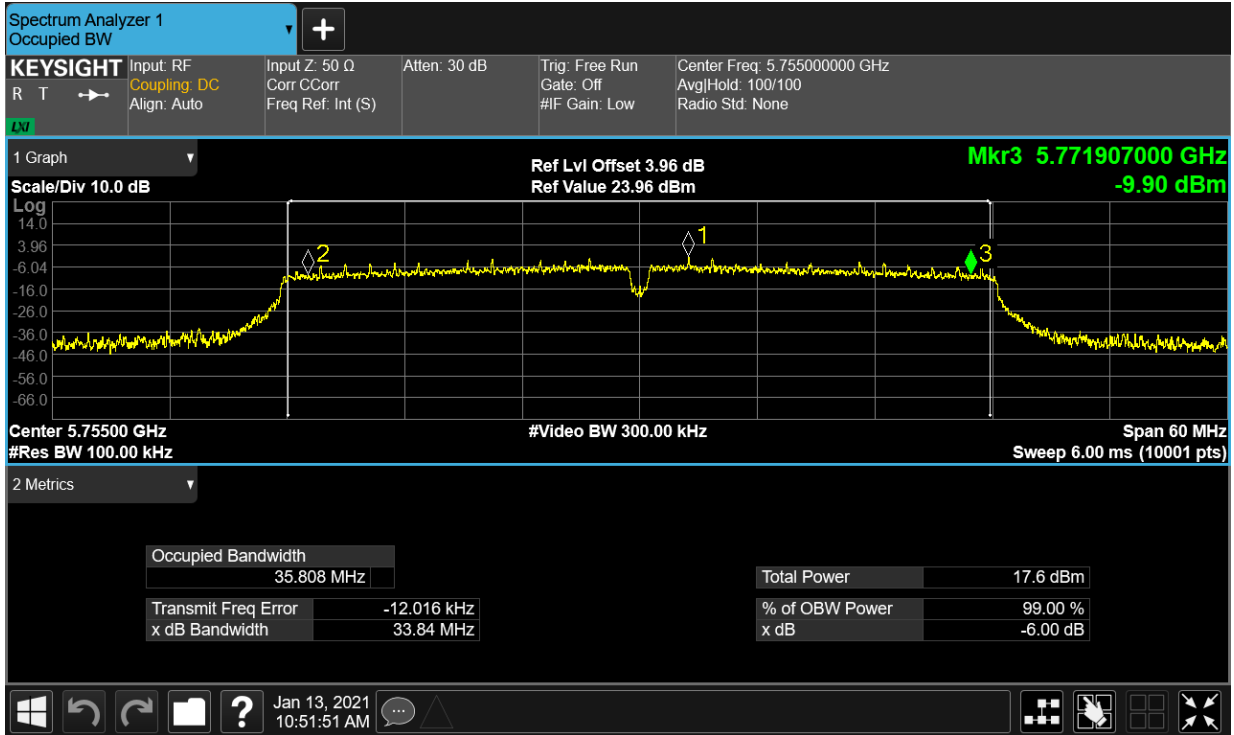 Spectrum Analyzer 1
Occupied BW
KEYSIGHT
R T
LXI
Input: RF
Coupling: DC
Align: Auto
Input Z: 50 Ω
Corr CCorr
Freq Ref: Int (S)
Atten: 30 dB
Trig: Free Run
Gate: Off
#IF Gain: Low
Center Freq: 5.755000000 GHz
Avg|Hold: 100/100
Radio Std: None
1 Graph
Scale/Div 10.0 dB
Ref Lvl Offset 3.96 dB
Ref Value 23.96 dBm
Mkr3 5.771907000 GHz
-9.90 dBm
Log
14.0
3.96
-6.04
-16.0
-26.0
-36.0
-46.0
-56.0
-66.0
2
1
3
Center 5.75500 GHz
#Video BW 300.00 kHz
Span 60 MHz
#Res BW 100.00 kHz
Sweep 6.00 ms (10001 pts)
2 Metrics
Occupied Bandwidth
35.808 MHz
Transmit Freq Error -12.016 kHz
x dB Bandwidth 33.84 MHz
Total Power 17.6 dBm
% of OBW Power 99.00 %
x dB -6.00 dB
?
Jan 13, 2021
10:51:51 AM